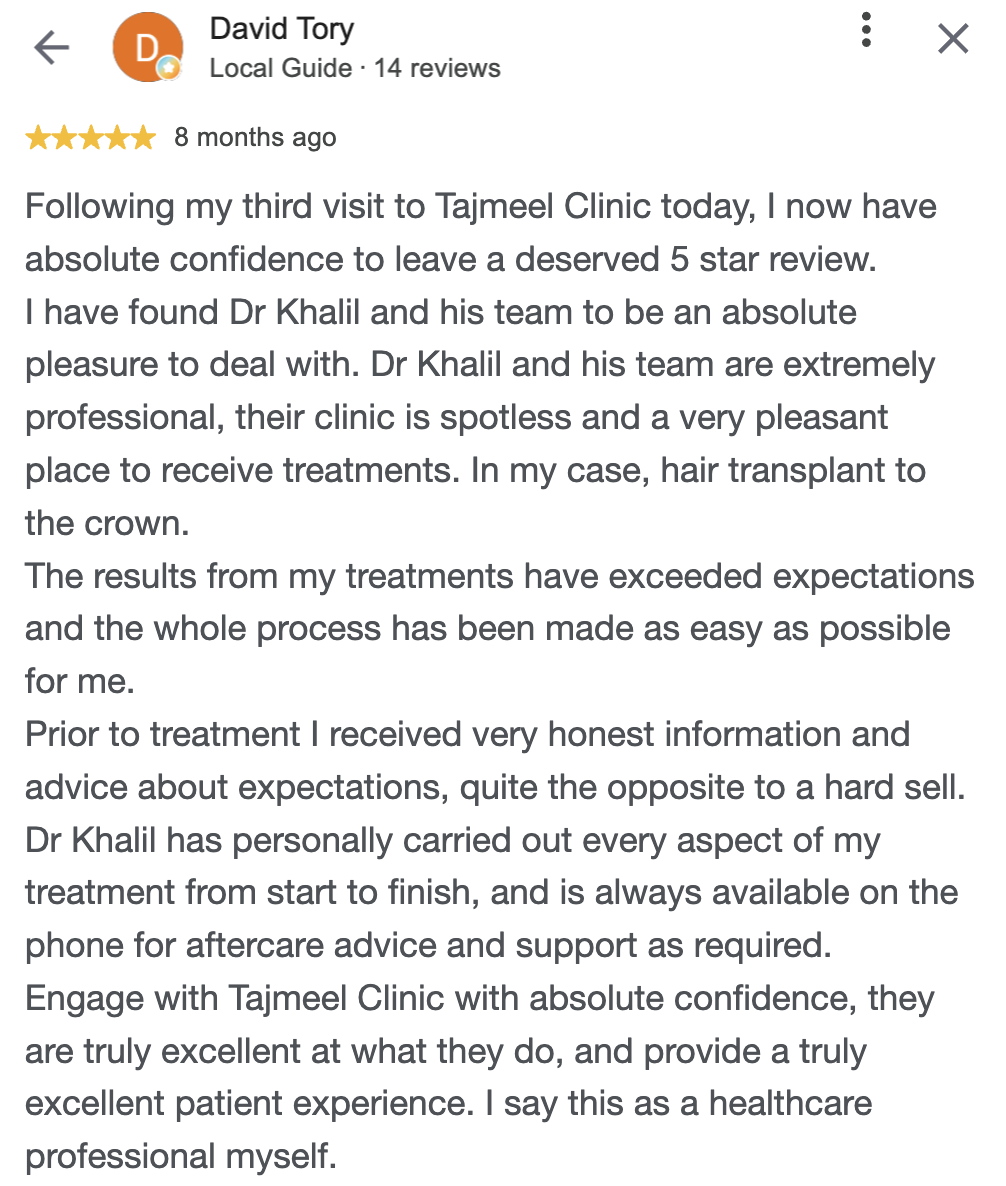 David Tory
Local Guide · 14 reviews
8 months ago
Following my third visit to Tajmeel Clinic today, I now have
absolute confidence to leave a deserved 5 star review.
I have found Dr Khalil and his team to be an absolute
pleasure to deal with. Dr Khalil and his team are extremely
professional, their clinic is spotless and a very pleasant
place to receive treatments. In my case, hair transplant to
the crown.
The results from my treatments have exceeded expectations
and the whole process has been made as easy as possible
for me.
Prior to treatment I received very honest information and
advice about expectations, quite the opposite to a hard sell.
Dr Khalil has personally carried out every aspect of my
treatment from start to finish, and is always available on the
phone for aftercare advice and support as required.
Engage with Tajmeel Clinic with absolute confidence, they
are truly excellent at what they do, and provide a truly
excellent patient experience. I say this as a healthcare
professional myself.